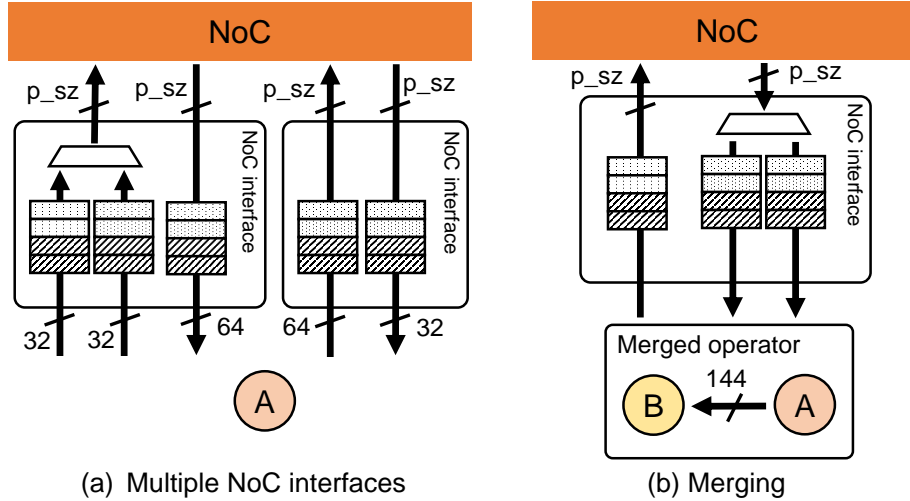 NoC
NoC
p_sz
p_sz
p_sz
p_sz
p_sz
p_sz
NoC interface
NoC interface
NoC interface
32
32
64
64
32
Merged operator
144
B
A
A
(a) Multiple NoC interfaces
(b) Merging